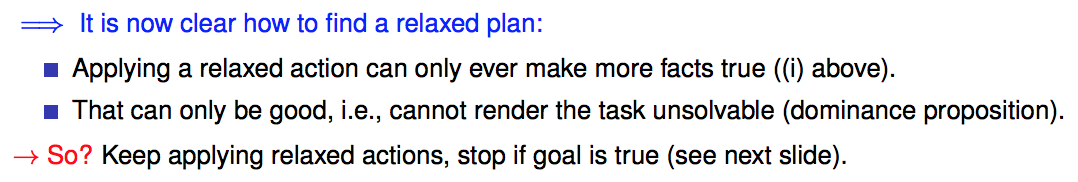 ⟹ It is now clear how to find a relaxed plan:
■ Applying a relaxed action can only ever make more facts true ((i) above).
■ That can only be good, i.e., cannot render the task unsolvable (dominance proposition).
→ So? Keep applying relaxed actions, stop if goal is true (see next slide).